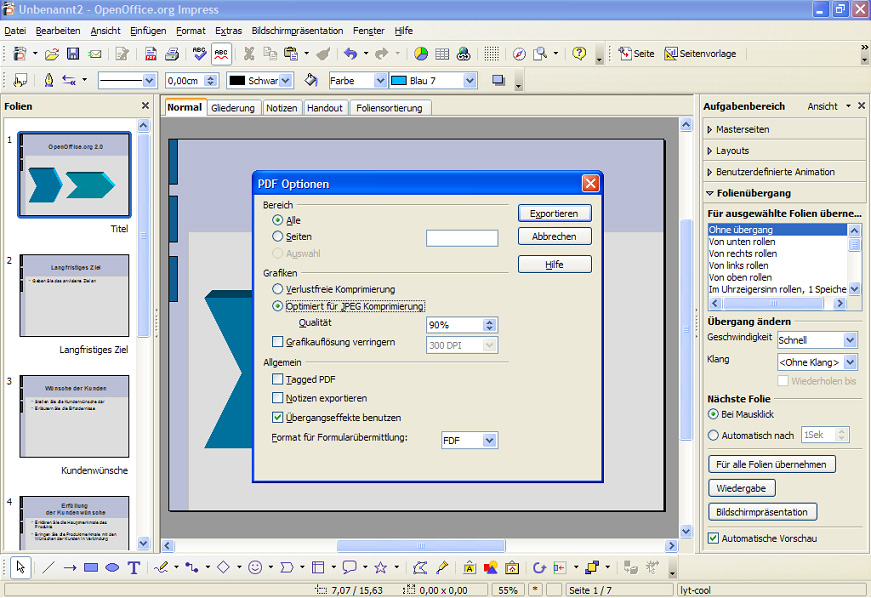 Unbenannt2 - OpenOffice.org Impress
Datei Bearbeiten Ansicht Einfügen Format Extras Bildschirmpräsentation Fenster Hilfe
ABC ABC Seite Seitenvorlage
0,00cm Schwar Farbe Blau 7
Folien
Normal Gliederung Notizen Handout Foliensortierung
Aufgabenbereich Ansicht
1
OpenOffice.org 2.0
Titel
2
Langfristiges Ziel
Langfristiges Ziel
3
Wünsche der Kunden
Kundenwünsche
4
Erfüllung
der Kundenwünsche
PDF Optionen
Bereich
Alle
Seiten
Auswahl
Grafiken
Verlustfreie Komprimierung
Optimiert für JPEG Komprimierung
Qualität 90%
Grafikauflösung verringern 300 DPI
Allgemein
Tagged PDF
Notizen exportieren
Übergangseffekte benutzen
Format für Formularübermittlung: FDF
Exportieren
Abbrechen
Hilfe
Masterseiten
Layouts
Benutzerdefinierte Animation
Folienübergang
Für ausgewählte Folien überne...
Ohne übergang
Von unten rollen
Von rechts rollen
Von links rollen
Von oben rollen
Im Uhrzeigersinn rollen, 1 Speiche
Übergang ändern
Geschwindigkeit Schnell
Klang <Ohne Klang>
Wiederholen bis
Nächste Folie
Bei Mausklick
Automatisch nach 1Sek
Für alle Folien übernehmen
Wiedergabe
Bildschirmpräsentation
Automatische Vorschau
7,07 / 15,63 0,00 x 0,00 55% * Seite 1 / 7 lyt-cool